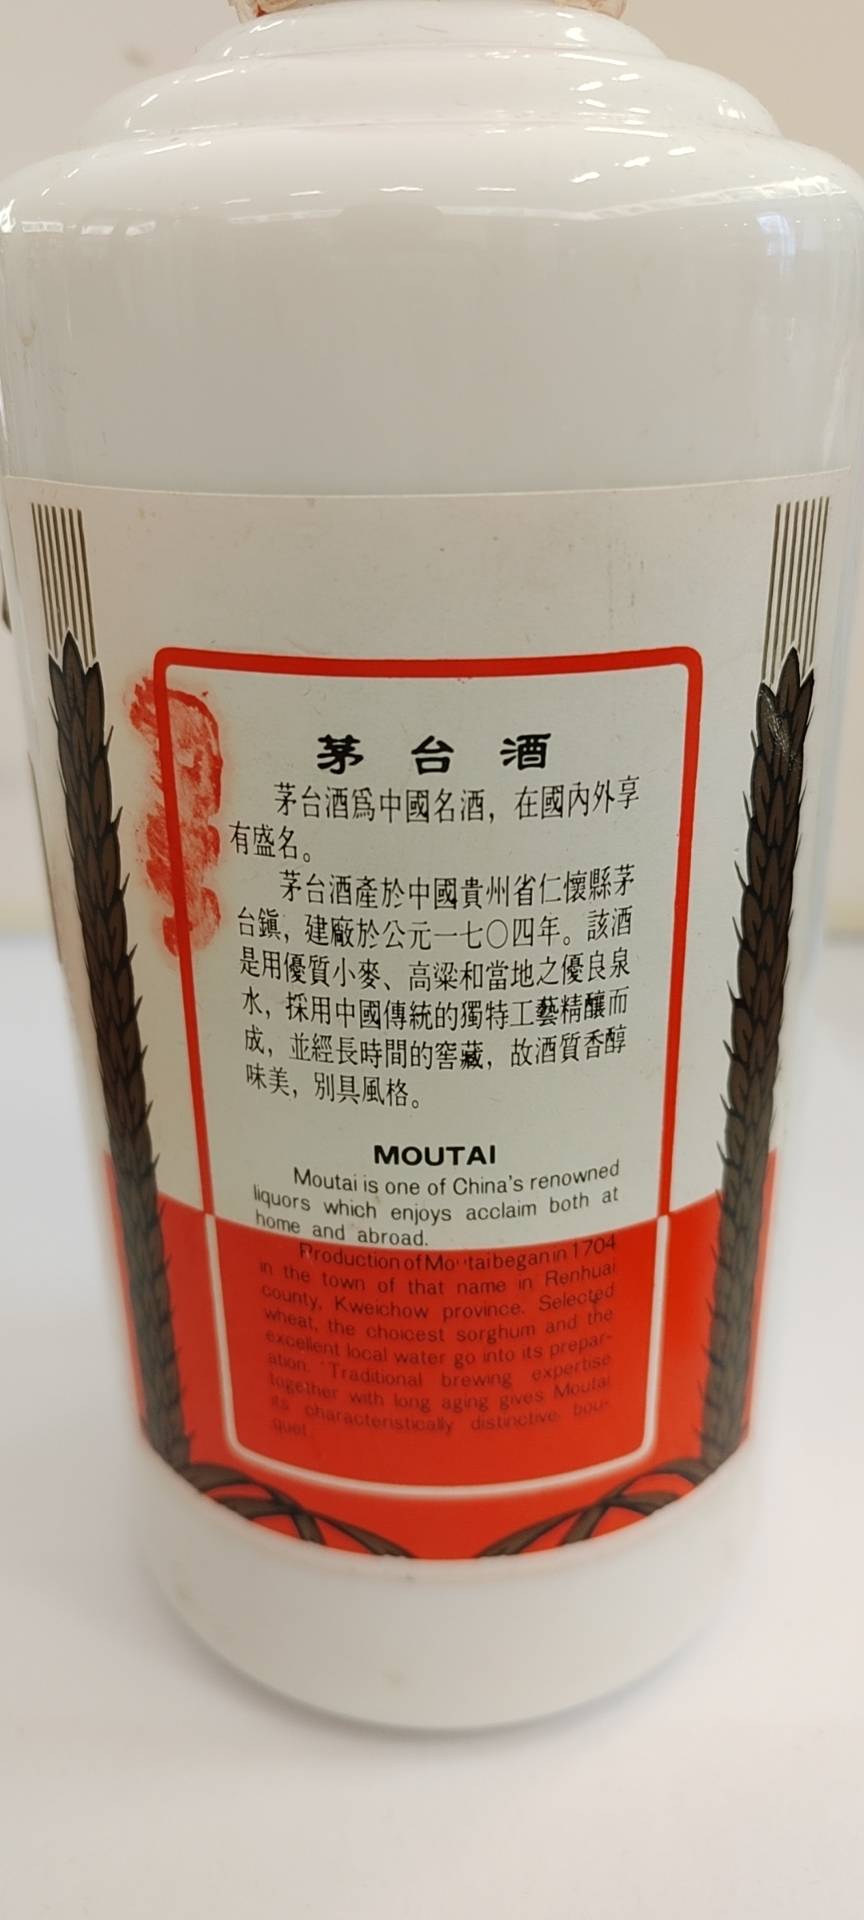 茅台酒
茅台酒爲中國名酒，在國內外享
有盛名。
茅台酒產於中國貴州省仁懷縣茅
台鎭，建廠於公元一七〇四年。該酒
是用優質小麥、高粱和當地之優良泉
水，採用中國傳統的獨特工藝精釀而
成，並經長時間的窖藏，故酒質香醇
味美，別具風格。
MOUTAI
Moutai is one of China's renowned
liquors which enjoys acclaim both at
home and abroad.
Production of Moutai began in 1704
in the town of that name in Renhuai
county, Kweichow province. Selected
wheat, the choicest sorghum and the
excellent local water go into its prepar-
ation. Traditional brewing expertise
together with long aging gives Moutai
its characteristically distinctive bou-
quet.